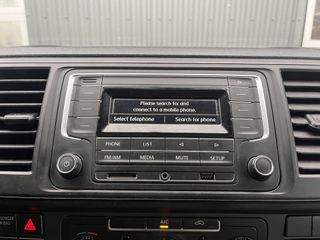 Please search for and
connect to a mobile phone.
Select telephone Search for phone
PHONE LIST
FM/AM MEDIA MUTE SETUP
A/C